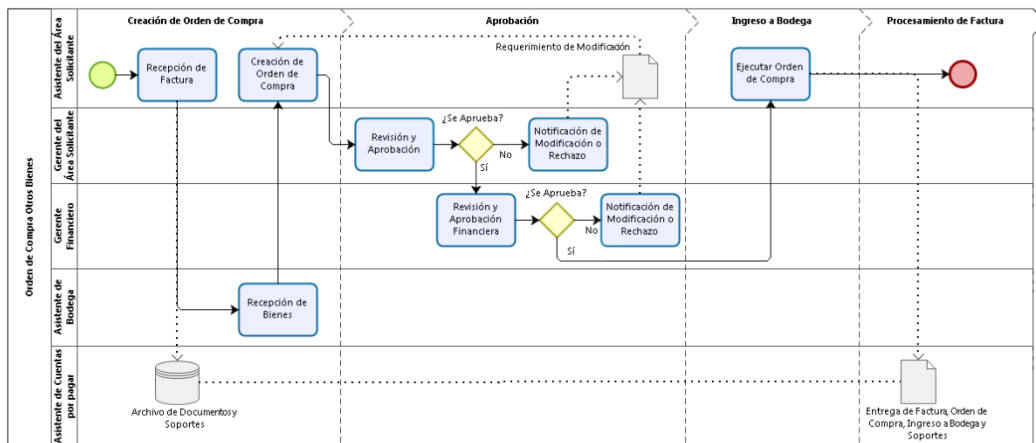 Creación de Orden de Compra
Aprobación
Ingreso a Bodega
Procesamiento de Factura
Orden de Compra Otros Bienes
Asistente del Área
Solicitante
Recepción de
Factura
Creación de
Orden de
Compra
Requerimiento de Modificación
Ejecutar Orden
de Compra
Gerente del
Área Solicitante
Revisión y
Aprobación
¿Se Aprueba?
No
Sí
Notificación de
Modificación o
Rechazo
Gerente
Financiero
Revisión y
Aprobación
Financiera
¿Se Aprueba?
No
Sí
Notificación de
Modificación o
Rechazo
Asistente de
Bodega
Recepción de
Bienes
Asistente de Cuentas
por pagar
Archivo de Documentos y
Soportes
Entrega de Factura, Orden
de Compra, Ingreso a Bodega y
Soportes